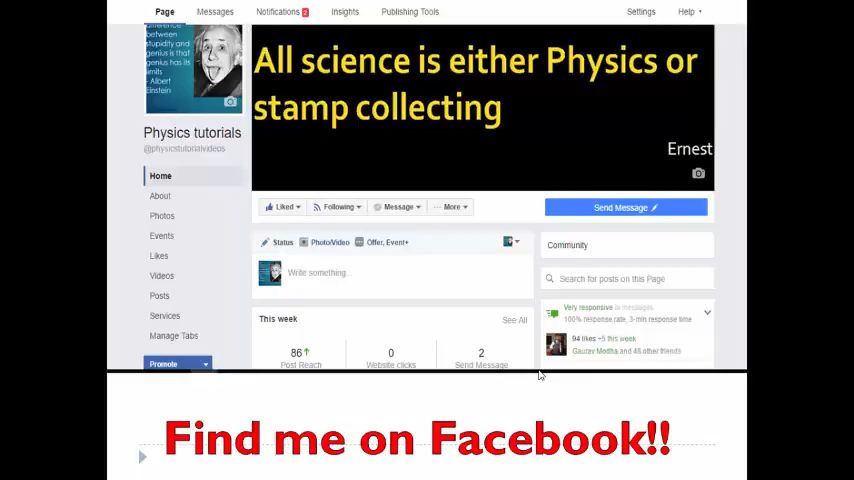 Page Messages Notifications 2 Insights Publishing Tools Settings Help
difference
between
stupidity and
genius is that
genius has its
limits
- Albert
Einstein
All science is either Physics or
stamp collecting
Ernest
Physics tutorials
@physicstutorialvideos
Home
About
Photos
Events
Likes
Videos
Posts
Services
Manage Tabs
Promote
Liked Following Message ··· More
Send Message
Status Photo/Video Offer, Event+
Write something...
This week See All
86 0 2
Post Reach Website clicks Send Message
Community
Search for posts on this Page
Very responsive to messages
100% response rate, 3-min response time
94 likes +5 this week
Gaurav Modha and 48 other friends
Find me on Facebook!!